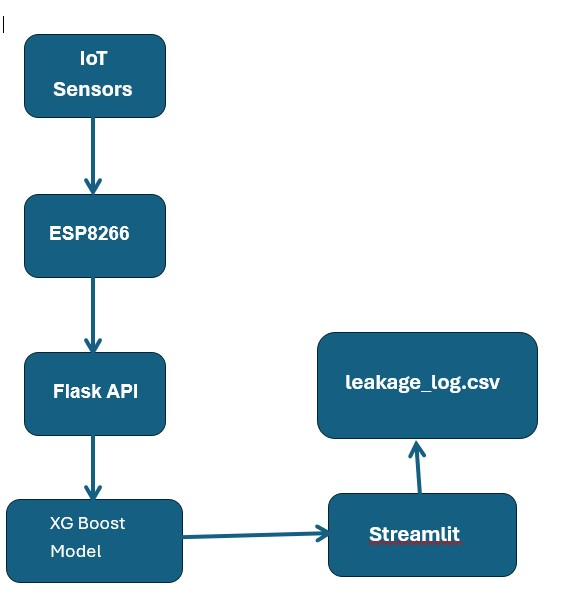 IoT
Sensors
ESP8266
Flask API
XG Boost
Model
Streamlit
leakage_log.csv